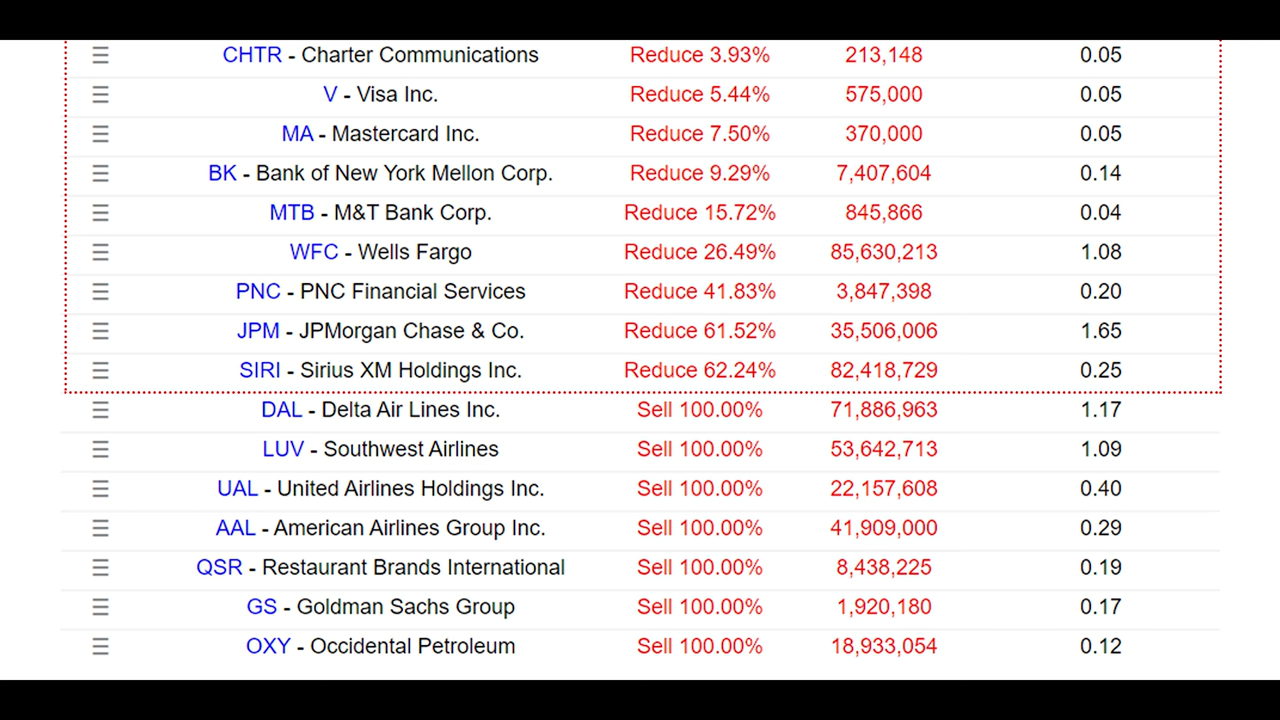 CHTR - Charter Communications Reduce 3.93% 213,148 0.05
V - Visa Inc. Reduce 5.44% 575,000 0.05
MA - Mastercard Inc. Reduce 7.50% 370,000 0.05
BK - Bank of New York Mellon Corp. Reduce 9.29% 7,407,604 0.14
MTB - M&T Bank Corp. Reduce 15.72% 845,866 0.04
WFC - Wells Fargo Reduce 26.49% 85,630,213 1.08
PNC - PNC Financial Services Reduce 41.83% 3,847,398 0.20
JPM - JPMorgan Chase & Co. Reduce 61.52% 35,506,006 1.65
SIRI - Sirius XM Holdings Inc. Reduce 62.24% 82,418,729 0.25
DAL - Delta Air Lines Inc. Sell 100.00% 71,886,963 1.17
LUV - Southwest Airlines Sell 100.00% 53,642,713 1.09
UAL - United Airlines Holdings Inc. Sell 100.00% 22,157,608 0.40
AAL - American Airlines Group Inc. Sell 100.00% 41,909,000 0.29
QSR - Restaurant Brands International Sell 100.00% 8,438,225 0.19
GS - Goldman Sachs Group Sell 100.00% 1,920,180 0.17
OXY - Occidental Petroleum Sell 100.00% 18,933,054 0.12